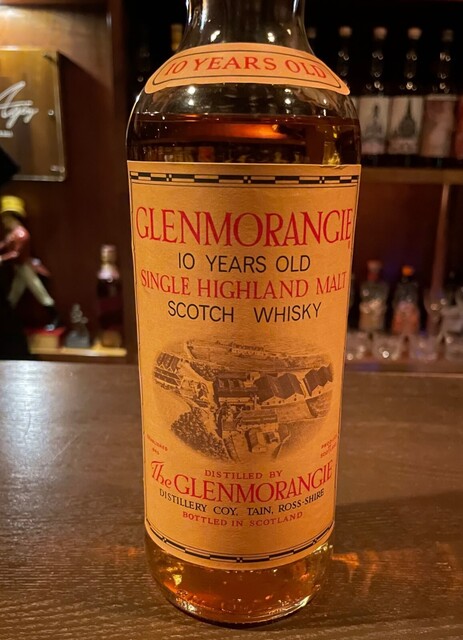 10 YEARS OLD
GLENMORANGIE
10 YEARS OLD
SINGLE HIGHLAND MALT
SCOTCH WHISKY
DISTILLED BY
The GLENMORANGIE
DISTILLERY COY, TAIN, ROSS-SHIRE
BOTTLED IN SCOTLAND